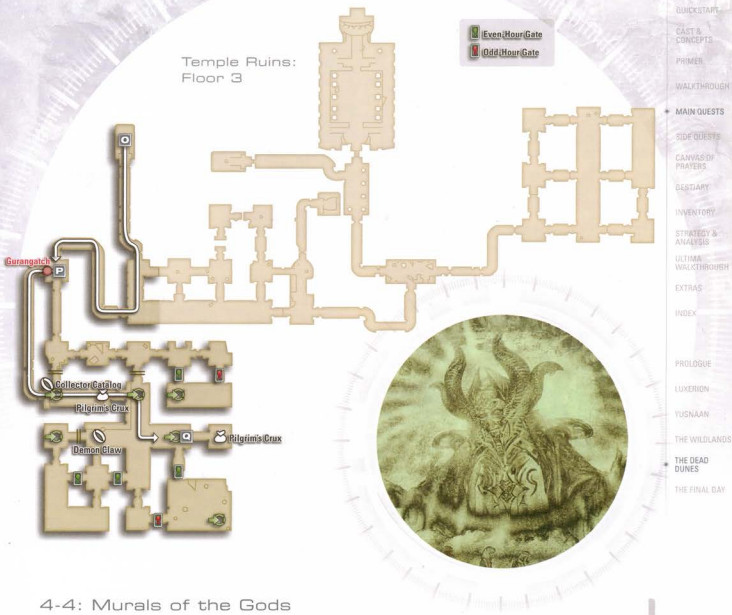 Temple Ruins:
Floor 3
Even-Hour Gate
Odd-Hour Gate
O
Gurangatch
P
Collector Catalog
Pilgrim's Crux
Demon Claw
Q
Pilgrim's Crux
4-4: Murals of the Gods
QUICKSTART
CAST &
CONCEPTS
PRIMER
WALKTHROUGH
MAIN QUESTS
SIDE QUESTS
CANVAS OF
PRAYERS
BESTIARY
INVENTORY
STRATEGY &
ANALYSIS
ULTIMA
WALKTHROUGH
EXTRAS
INDEX
PROLOGUE
LUXERION
YUSNAAN
THE WILDLANDS
THE DEAD
DUNES
THE FINAL DAY